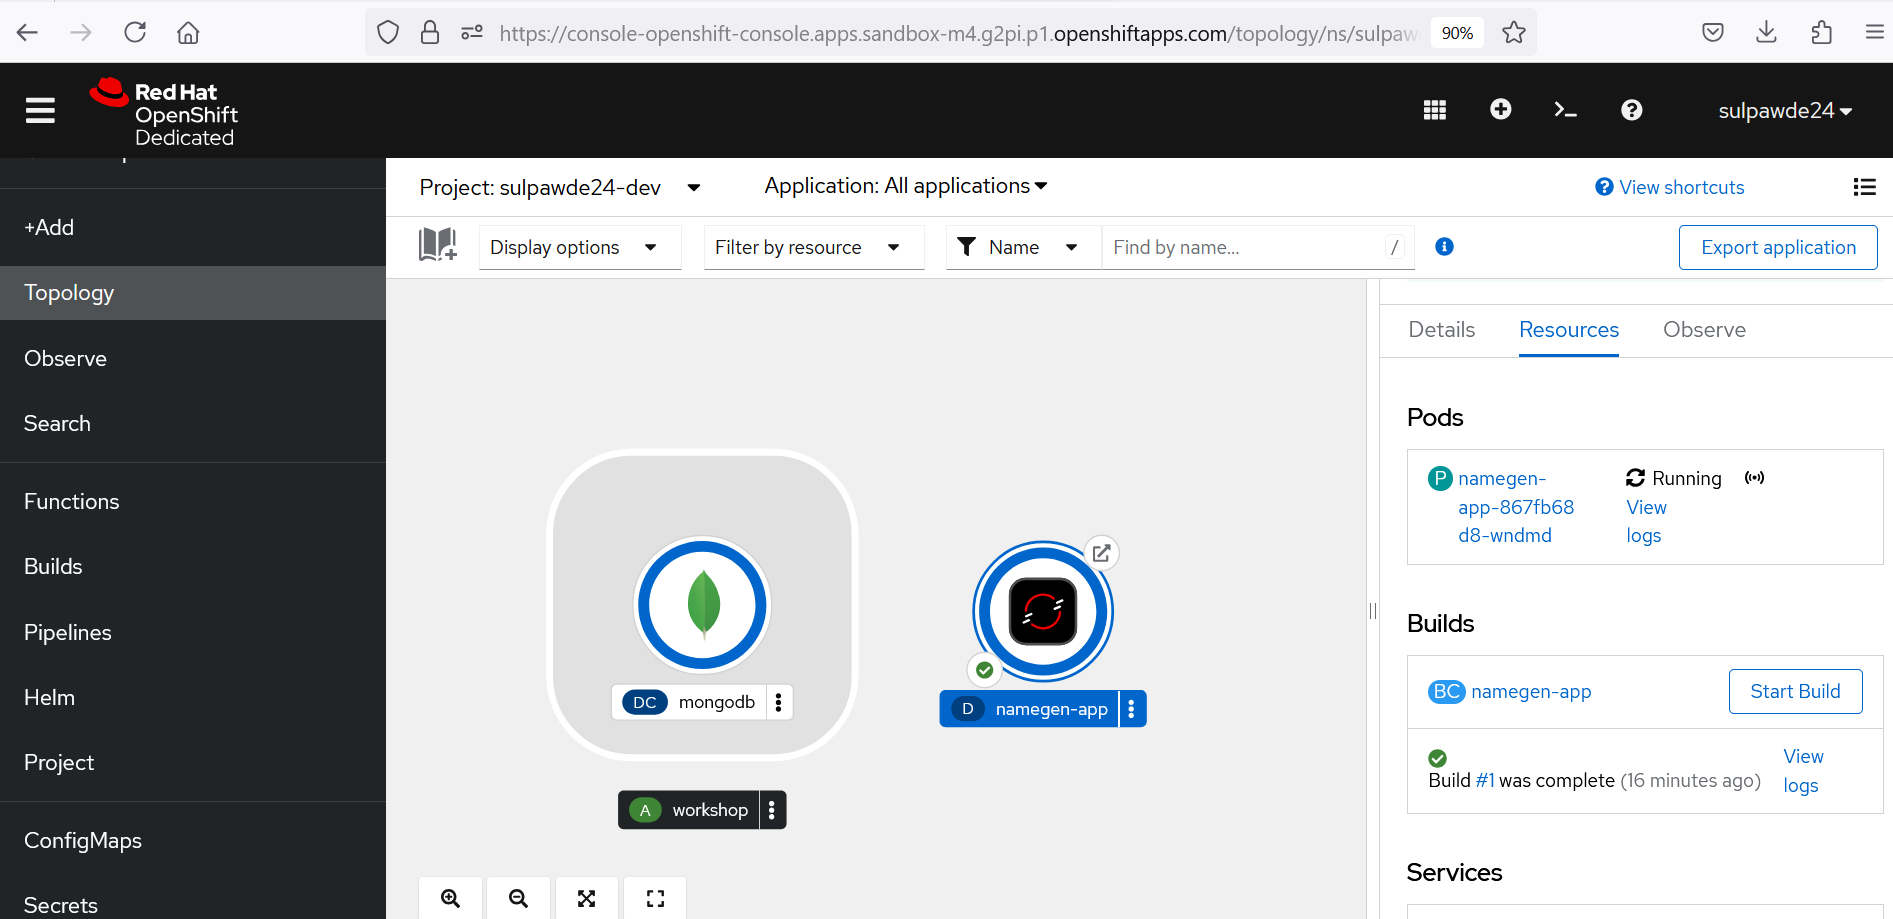 https://console-openshift-console.apps.sandbox-m4.g2pi.p1.openshiftapps.com/topology/ns/sulpaw
90%
Red Hat
OpenShift
Dedicated
sulpawde24
+Add
Topology
Observe
Search
Functions
Builds
Pipelines
Helm
Project
ConfigMaps
Secrets
Project: sulpawde24-dev
Application: All applications
View shortcuts
Display options
Filter by resource
Name
Find by name...
/
Export application
DC mongodb
A workshop
D namegen-app
Details
Resources
Observe
Pods
P namegen-
app-867fb68
d8-wndmd
Running
View
logs
Builds
BC namegen-app
Start Build
Build #1 was complete (16 minutes ago)
View
logs
Services